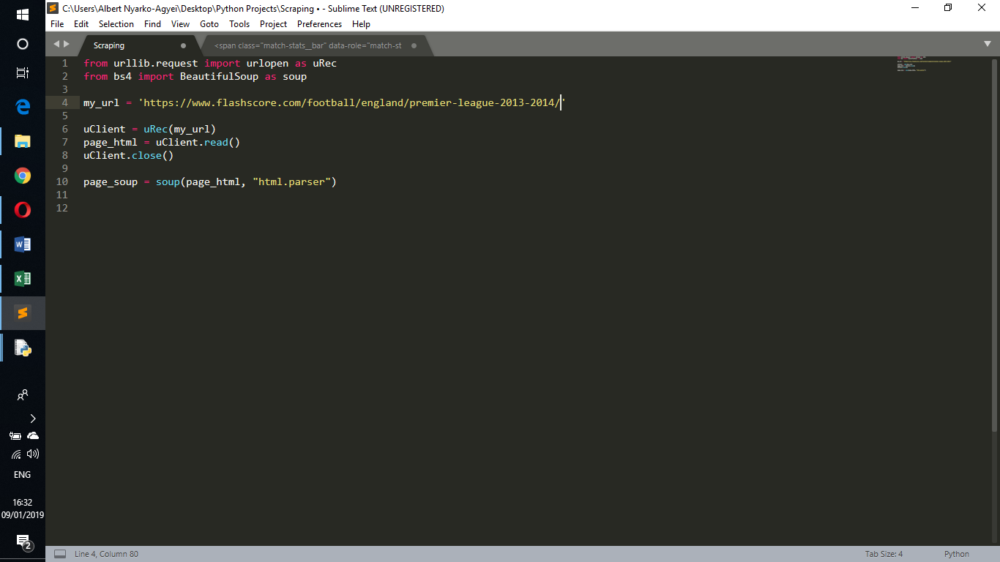 C:\Users\Albert Nyarko-Agyei\Desktop\Python Projects\Scraping • - Sublime Text (UNREGISTERED)
File Edit Selection Find View Goto Tools Project Preferences Help
Scraping <span class="match-stats__bar" data-role="match-st
1 from urllib.request import urlopen as uRec
2 from bs4 import BeautifulSoup as soup
3
4 my_url = 'https://www.flashscore.com/football/england/premier-league-2013-2014/'
5
6 uClient = uRec(my_url)
7 page_html = uClient.read()
8 uClient.close()
9
10 page_soup = soup(page_html, "html.parser")
11
12
ENG
16:32
09/01/2019
2
Line 4, Column 80 Tab Size: 4 Python